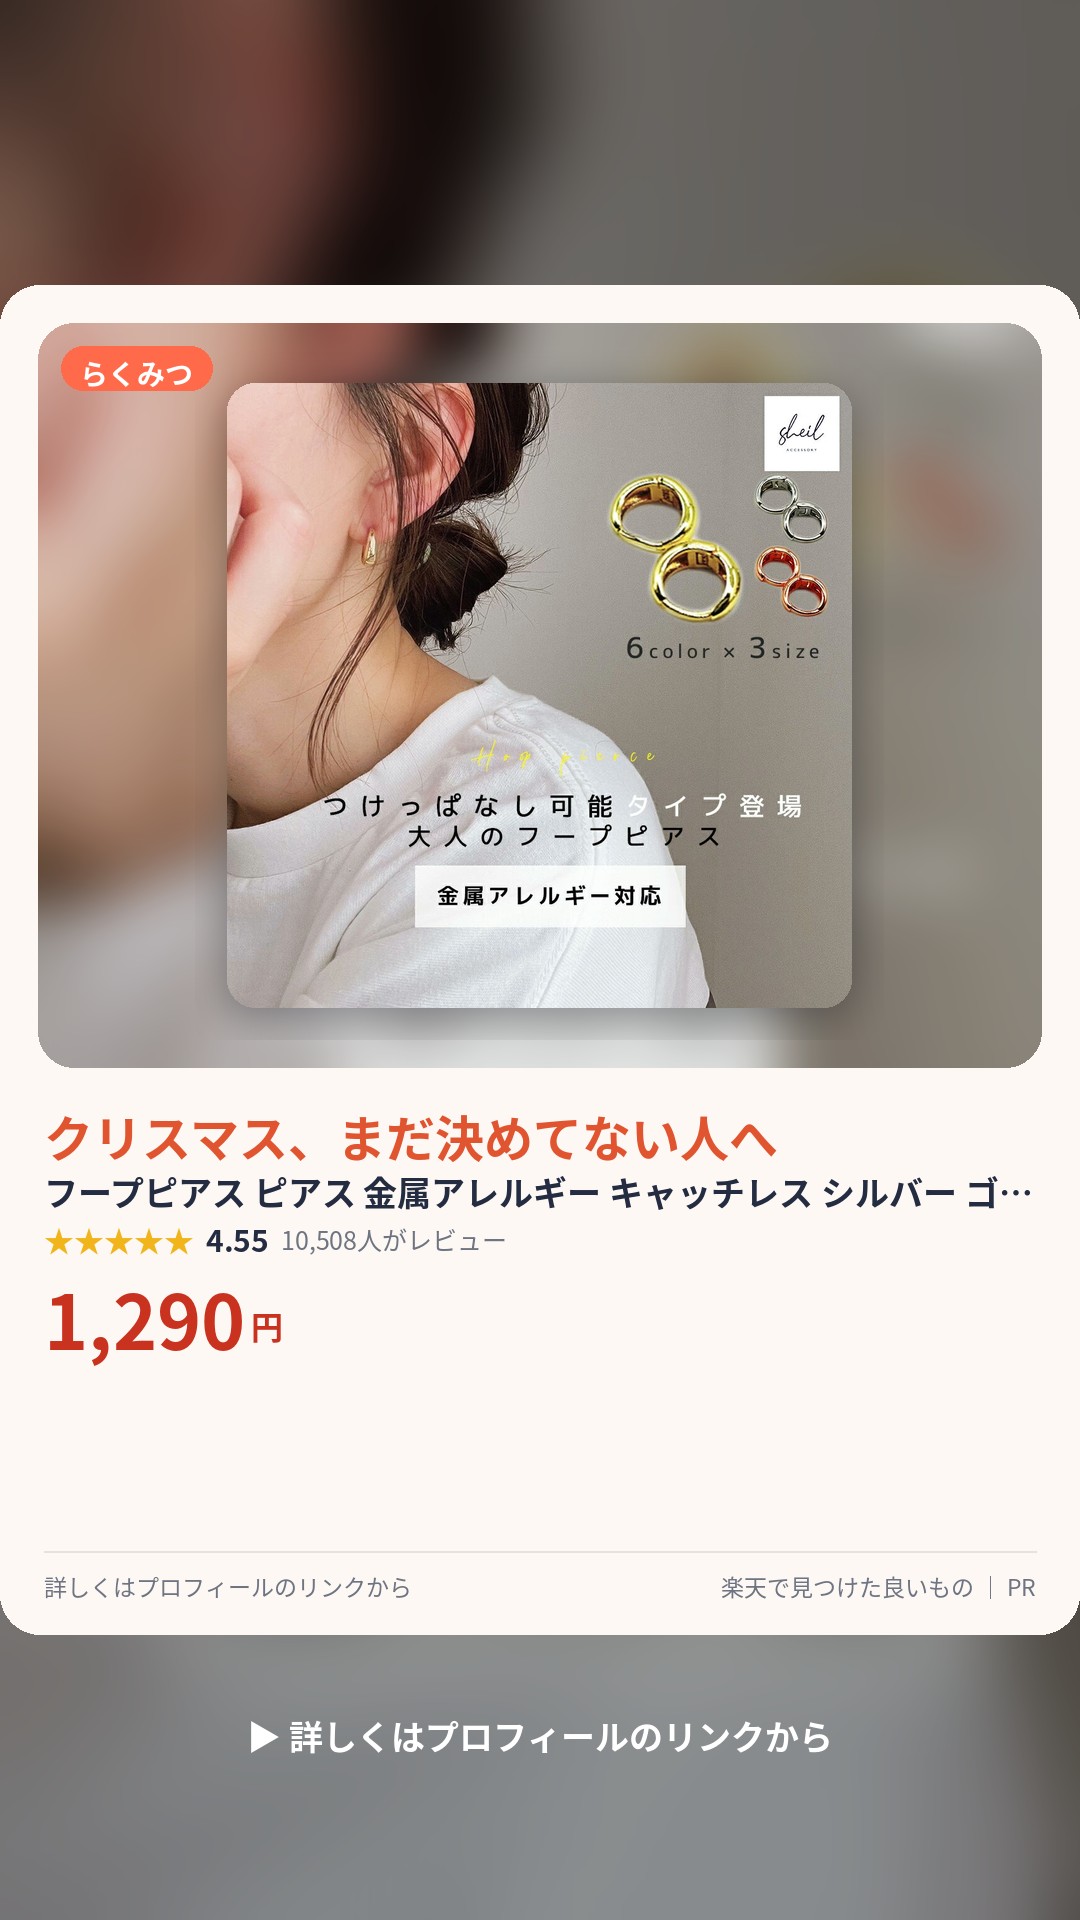 らくみつ
sheil
ACCESSORY
6color × 3size
つけっぱなし可能タイプ登場
大人のフープピアス
金属アレルギー対応
クリスマス、まだ決めてない人へ
フープピアス ピアス 金属アレルギー キャッチレス シルバー ゴ…
★★★★★ 4.55 10,508人がレビュー
1,290円
詳しくはプロフィールのリンクから
楽天で見つけた良いもの｜PR
▶ 詳しくはプロフィールのリンクから